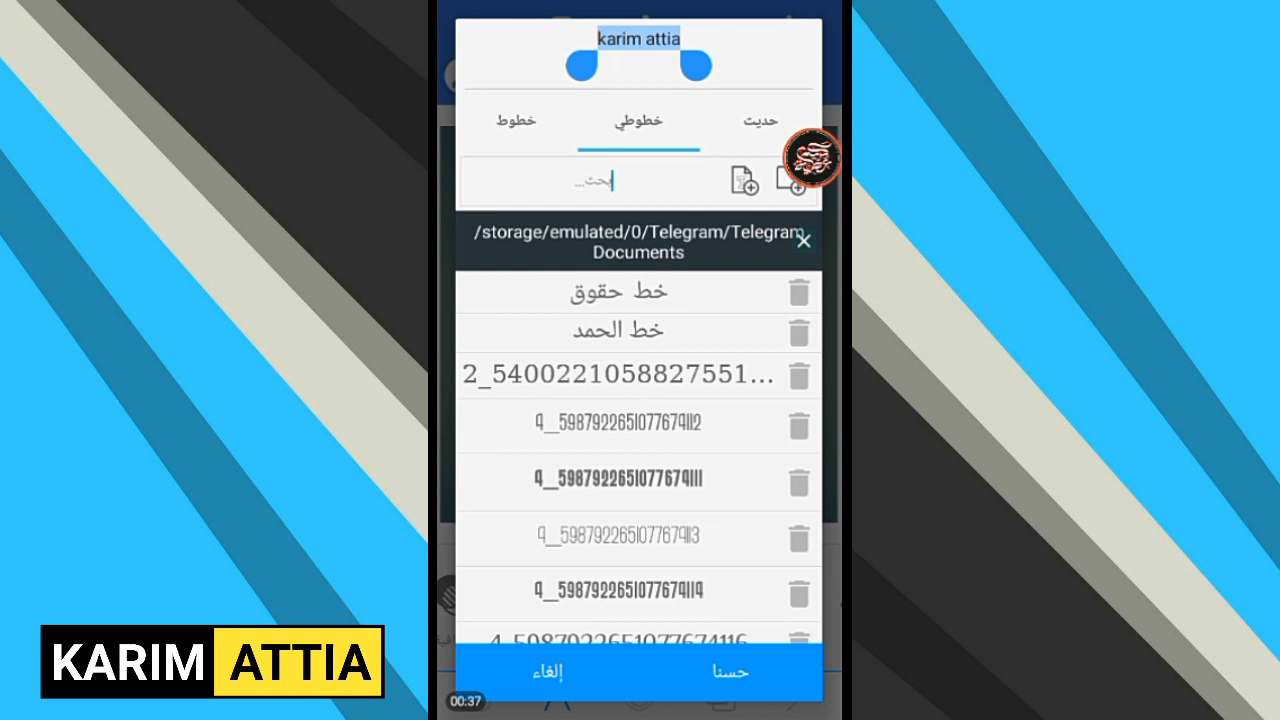 karim attia
حديث
خطوطي
خطوط
بحث...
/storage/emulated/0/Telegram/Telegram
Documents
خط حقوق
خط الحمد
2_5400221058827551...
4_5987922651077674112
4_5987922651077674111
4_5987922651077674113
4_5987922651077674114
4_5987922651077674116
حسنا
إلغاء
00:37
KARIM ATTIA